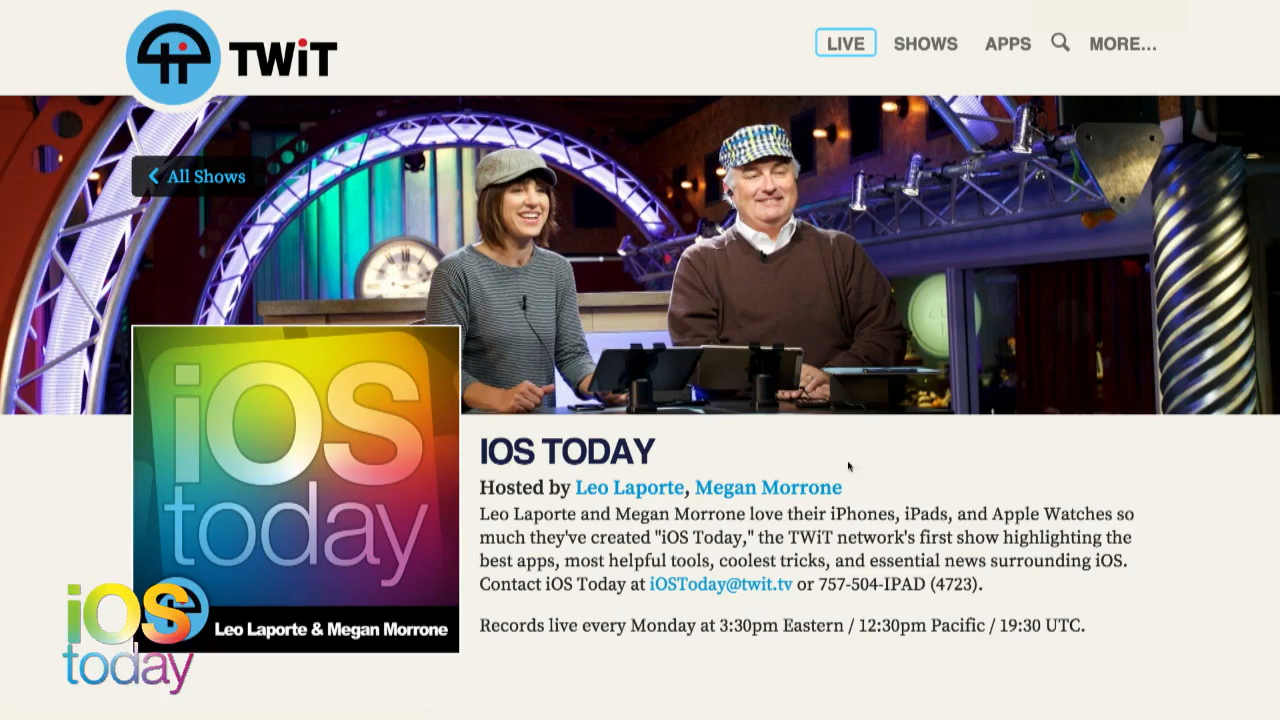 TWiT
LIVE
SHOWS
APPS
MORE...
All Shows
iOS
today
Leo Laporte & Megan Morrone
IOS TODAY
Hosted by Leo Laporte, Megan Morrone
Leo Laporte and Megan Morrone love their iPhones, iPads, and Apple Watches so
much they've created "iOS Today," the TWiT network's first show highlighting the
best apps, most helpful tools, coolest tricks, and essential news surrounding iOS.
Contact iOS Today at iOSToday@twit.tv or 757-504-IPAD (4723).
Records live every Monday at 3:30pm Eastern / 12:30pm Pacific / 19:30 UTC.
iOS
today